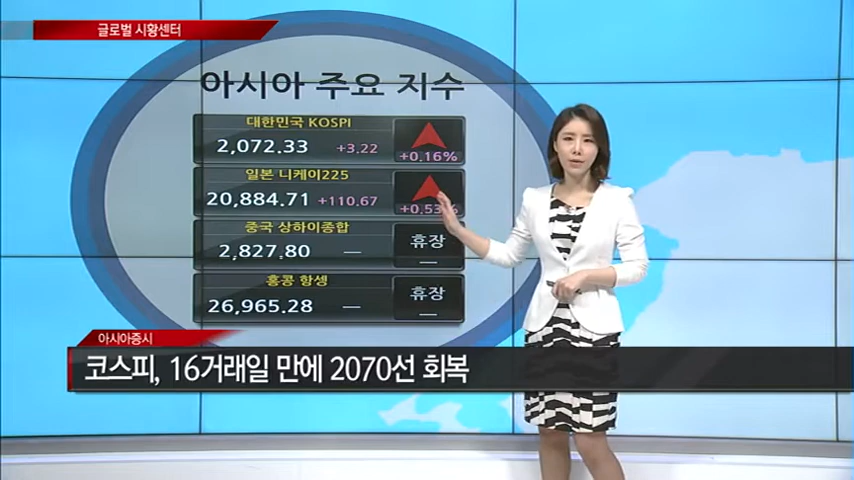 글로벌 시황센터
아시아 주요 지수
대한민국 KOSPI
2,072.33 +3.22 +0.16%
일본 니케이225
20,884.71 +110.67 +0.53%
중국 상하이종합
2,827.80 — 휴장 —
홍콩 항셍
26,965.28 — 휴장 —
아시아증시
코스피, 16거래일 만에 2070선 회복